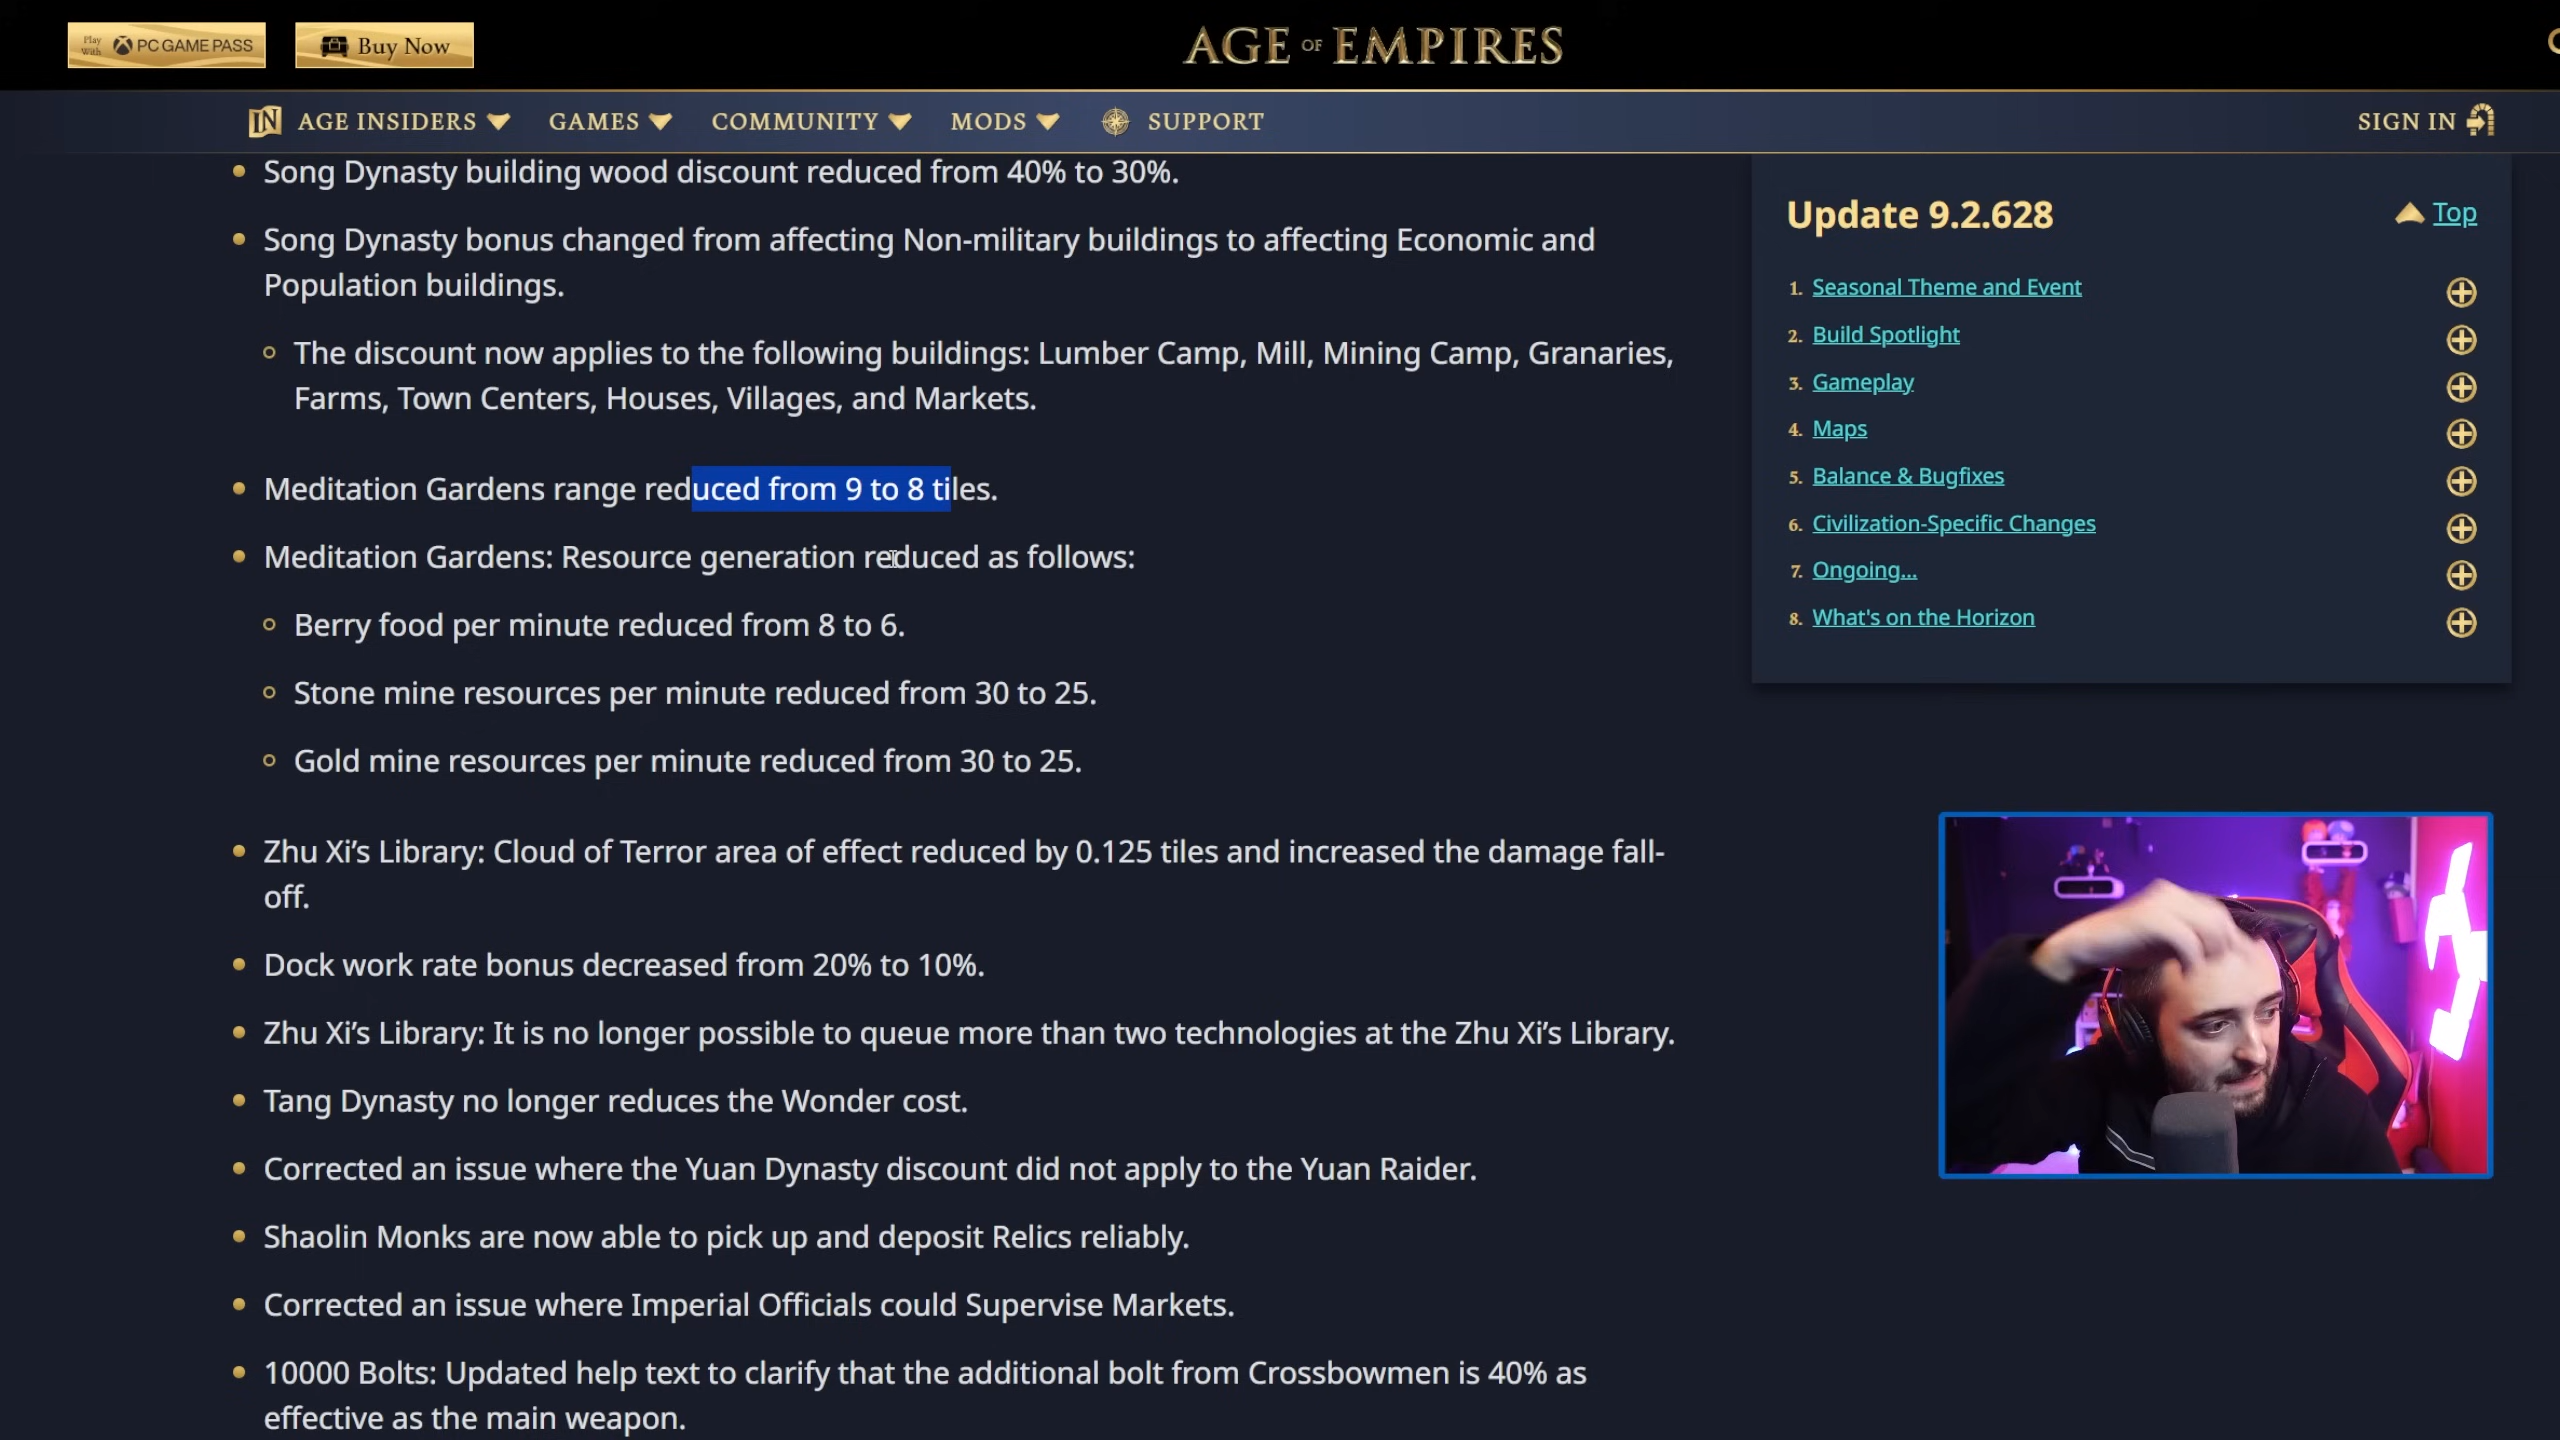 Play With PC GAME PASS
Buy Now
AGE OF EMPIRES
AGE INSIDERS
GAMES
COMMUNITY
MODS
SUPPORT
SIGN IN
Song Dynasty building wood discount reduced from 40% to 30%.
Song Dynasty bonus changed from affecting Non-military buildings to affecting Economic and
Population buildings.
The discount now applies to the following buildings: Lumber Camp, Mill, Mining Camp, Granaries,
Farms, Town Centers, Houses, Villages, and Markets.
Meditation Gardens range reduced from 9 to 8 tiles.
Meditation Gardens: Resource generation reduced as follows:
Berry food per minute reduced from 8 to 6.
Stone mine resources per minute reduced from 30 to 25.
Gold mine resources per minute reduced from 30 to 25.
Zhu Xi’s Library: Cloud of Terror area of effect reduced by 0.125 tiles and increased the damage fall-
off.
Dock work rate bonus decreased from 20% to 10%.
Zhu Xi’s Library: It is no longer possible to queue more than two technologies at the Zhu Xi’s Library.
Tang Dynasty no longer reduces the Wonder cost.
Corrected an issue where the Yuan Dynasty discount did not apply to the Yuan Raider.
Shaolin Monks are now able to pick up and deposit Relics reliably.
Corrected an issue where Imperial Officials could Supervise Markets.
10000 Bolts: Updated help text to clarify that the additional bolt from Crossbowmen is 40% as
effective as the main weapon.
Update 9.2.628
Top
1. Seasonal Theme and Event
2. Build Spotlight
3. Gameplay
4. Maps
5. Balance & Bugfixes
6. Civilization-Specific Changes
7. Ongoing...
8. What's on the Horizon